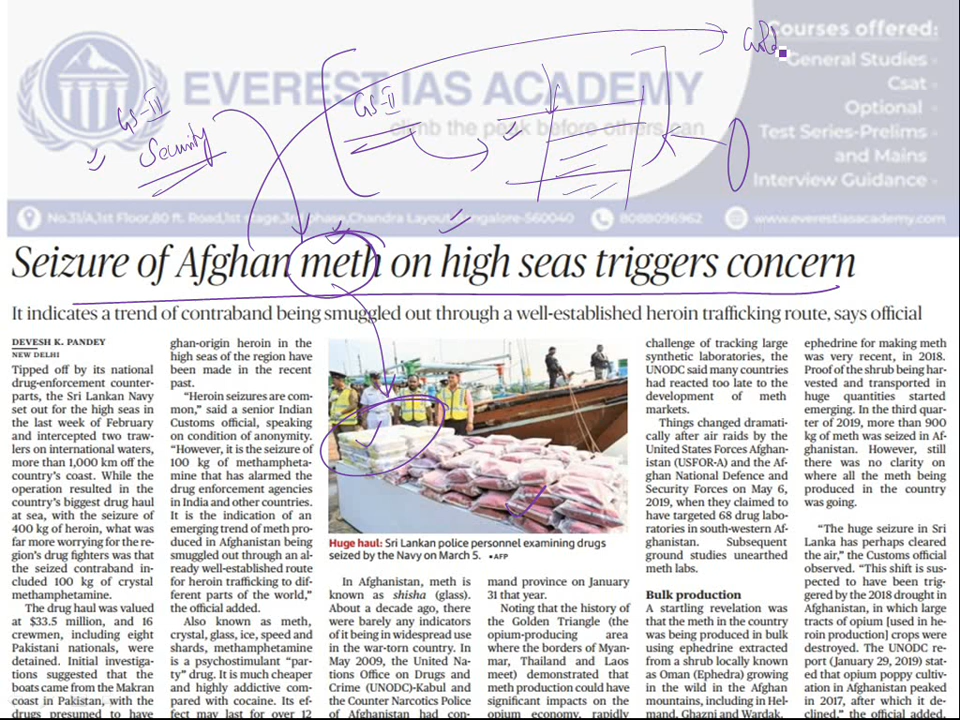 Courses offered:
EVEREST IAS ACADEMY
climb the peak before others can
General Studies -
Csat -
Optional -
Test Series-Prelims -
and Mains
Interview Guidance -
GS-III
Security
GS-II
Gold
No.31/A,1st Floor,80 ft. Road,1st stage,3rd phase,Chandra Layout, Bangalore-560040
8088096962
www.everestiasacademy.com
Seizure of Afghan meth on high seas triggers concern
It indicates a trend of contraband being smuggled out through a well-established heroin trafficking route, says official
DEVESH K. PANDEY
NEW DELHI
Tipped off by its national
drug-enforcement counter-
parts, the Sri Lankan Navy
set out for the high seas in
the last week of February
and intercepted two traw-
lers on international waters,
more than 1,000 km off the
country's coast. While the
operation resulted in the
country's biggest drug haul
at sea, with the seizure of
400 kg of heroin, what was
far more worrying for the re-
gion's drug fighters was that
the seized contraband in-
cluded 100 kg of crystal
methamphetamine.
The drug haul was valued
at $33.5 million, and 16
crewmen, including eight
Pakistani nationals, were
detained. Initial investiga-
tions suggested that the
boats came from the Makran
coast in Pakistan, with the
drugs presumed to have
ghan-origin heroin in the
high seas of the region have
been made in the recent
past.
"Heroin seizures are com-
mon," said a senior Indian
Customs official, speaking
on condition of anonymity.
"However, it is the seizure of
100 kg of methampheta-
mine that has alarmed the
drug enforcement agencies
in India and other countries.
It is the indication of an
emerging trend of meth pro-
duced in Afghanistan being
smuggled out through an al-
ready well-established route
for heroin trafficking to dif-
ferent parts of the world,"
the official added.
Also known as meth,
crystal, glass, ice, speed and
shards, methamphetamine
is a psychostimulant "par-
ty" drug. It is much cheaper
and highly addictive com-
pared with cocaine. Its ef-
fect may last for over 12
Huge haul: Sri Lankan police personnel examining drugs
seized by the Navy on March 5. •AFP
In Afghanistan, meth is
known as shisha (glass).
About a decade ago, there
were barely any indicators
of it being in widespread use
in the war-torn country. In
May 2009, the United Na-
tions Office on Drugs and
Crime (UNODC)-Kabul and
the Counter Narcotics Police
of Afghanistan had con-
mand province on January
31 that year.
Noting that the history of
the Golden Triangle (the
opium-producing area
where the borders of Myan-
mar, Thailand and Laos
meet) demonstrated that
meth production could have
significant impacts on the
opium economy, rapidly
challenge of tracking large
synthetic laboratories, the
UNODC said many countries
had reacted too late to the
development of meth
markets.
Things changed dramati-
cally after air raids by the
United States Forces Afghan-
istan (USFOR-A) and the Af-
ghan National Defence and
Security Forces on May 6,
2019, when they claimed to
have targeted 68 drug labo-
ratories in south-western Af-
ghanistan. Subsequent
ground studies unearthed
meth labs.
Bulk production
A startling revelation was
that the meth in the country
was being produced in bulk
using ephedrine extracted
from a shrub locally known
as Oman (Ephedra) growing
in the wild in the Afghan
mountains, including in Hel-
mand, Ghazni and Wardak.
ephedrine for making meth
was very recent, in 2018.
Proof of the shrub being har-
vested and transported in
huge quantities started
emerging. In the third quar-
ter of 2019, more than 900
kg of meth was seized in Af-
ghanistan. However, still
there was no clarity on
where all the meth being
produced in the country
was going.
"The huge seizure in Sri
Lanka has perhaps cleared
the air," the Customs official
observed. "This shift is sus-
pected to have been trig-
gered by the 2018 drought in
Afghanistan, in which large
tracts of opium [used in he-
roin production] crops were
destroyed. The UNODC re-
port (January 29, 2019) stat-
ed that opium poppy culti-
vation in Afghanistan peaked
in 2017, after which it de-
clined," the official added.